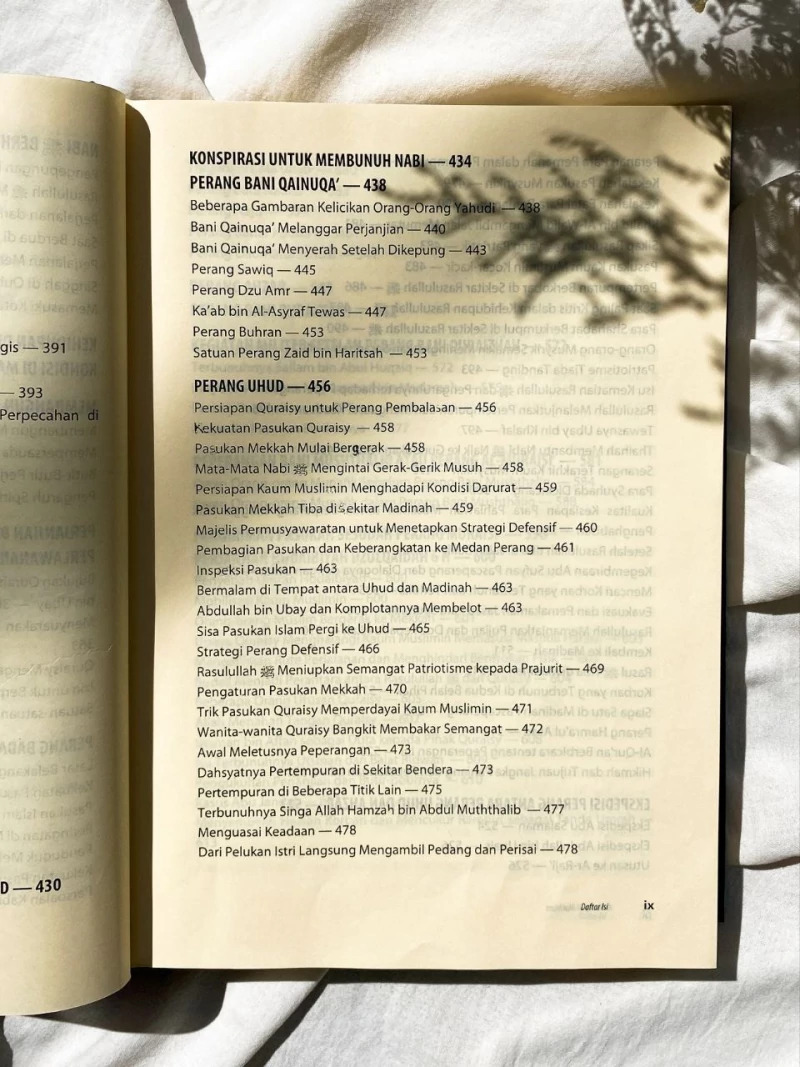 gis — 391
— 393
Perpecahan di
D — 430
KONSPIRASI UNTUK MEMBUNUH NABI — 434
PERANG BANI QAINUQA’ — 438
Beberapa Gambaran Kelicikan Orang-Orang Yahudi — 438
Bani Qainuqa’ Melanggar Perjanjian — 440
Bani Qainuqa’ Menyerah Setelah Dikepung — 443
Perang Sawiq — 445
Perang Dzu Amr — 447
Ka’ab bin Al-Asyraf Tewas — 447
Perang Buhran — 453
Satuan Perang Zaid bin Haritsah — 453
PERANG UHUD — 456
Persiapan Quraisy untuk Perang Pembalasan — 456
Kekuatan Pasukan Quraisy — 458
Pasukan Mekkah Mulai Bergerak — 458
Mata-Mata Nabi ﷺ Mengintai Gerak-Gerik Musuh — 458
Persiapan Kaum Muslimin Menghadapi Kondisi Darurat — 459
Pasukan Mekkah Tiba di Sekitar Madinah — 459
Majelis Permusyawaratan untuk Menetapkan Strategi Defensif — 460
Pembagian Pasukan dan Keberangkatan ke Medan Perang — 461
Inspeksi Pasukan — 463
Bermalam di Tempat antara Uhud dan Madinah — 463
Abdullah bin Ubay dan Komplotannya Membelot — 463
Sisa Pasukan Islam Pergi ke Uhud — 465
Strategi Perang Defensif — 466
Rasulullah ﷺ Meniupkan Semangat Patriotisme kepada Prajurit — 469
Pengaturan Pasukan Mekkah — 470
Trik Pasukan Quraisy Memperdayai Kaum Muslimin — 471
Wanita-wanita Quraisy Bangkit Membakar Semangat — 472
Awal Meletusnya Peperangan — 473
Dahsyatnya Pertempuran di Sekitar Bendera — 473
Pertempuran di Beberapa Titik Lain — 475
Terbunuhnya Singa Allah Hamzah bin Abdul Muththalib — 477
Menguasai Keadaan — 478
Dari Pelukan Istri Langsung Mengambil Pedang dan Perisai — 478
Daftar Isi ix